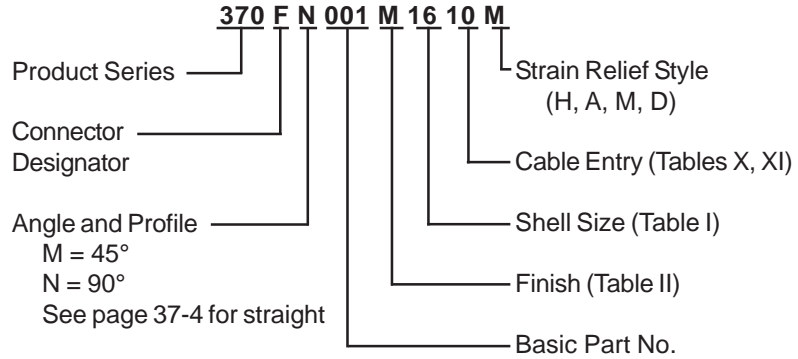 370 F N 001 M 16 10 M
Product Series
Connector
Designator
Angle and Profile
M = 45°
N = 90°
See page 37-4 for straight
Strain Relief Style
(H, A, M, D)
Cable Entry (Tables X, XI)
Shell Size (Table I)
Finish (Table II)
Basic Part No.